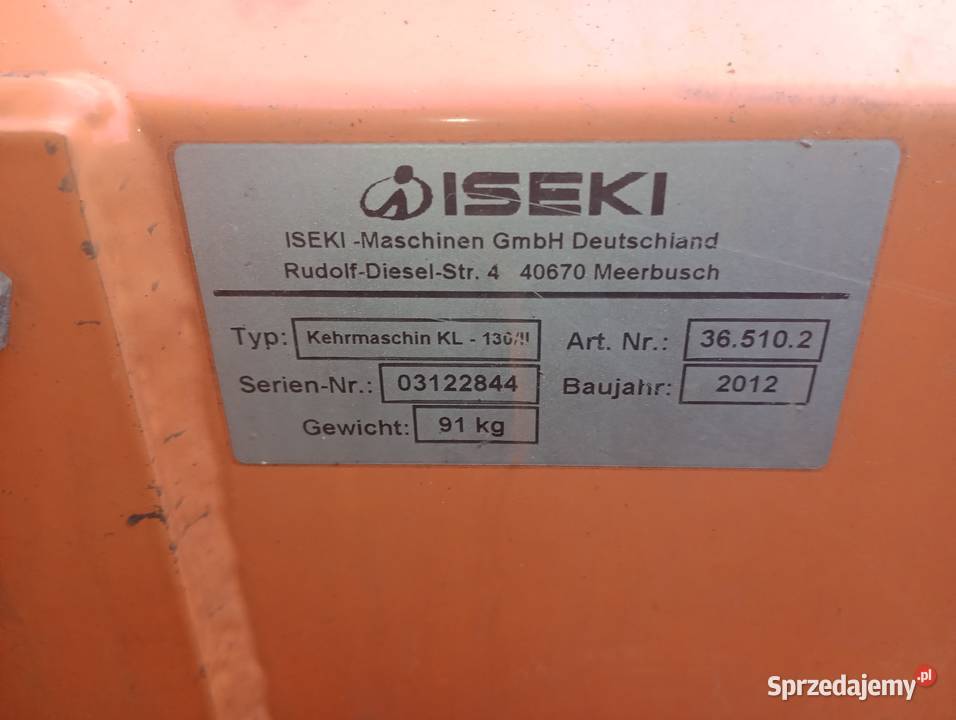 ISEKI
ISEKI -Maschinen GmbH Deutschland
Rudolf-Diesel-Str. 4 40670 Meerbusch
Typ: Kehrmaschin KL - 130/II Art. Nr.: 36.510.2
Serien-Nr.: 03122844 Baujahr: 2012
Gewicht: 91 kg
Sprzedajemy.pl